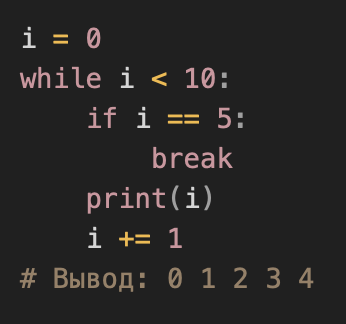 i = 0
while i < 10:
    if i == 5:
        break
    print(i)
    i += 1
# Вывод: 0 1 2 3 4